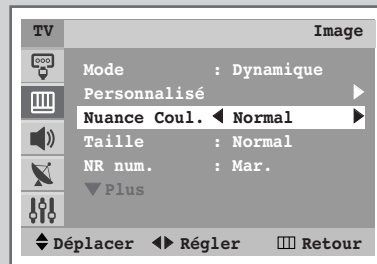 TV Image
Mode : Dynamique
Personnalisé
Nuance Coul. ◀ Normal ▶
Taille : Normal
NR num. : Mar.
▼Plus
Déplacer Régler Retour